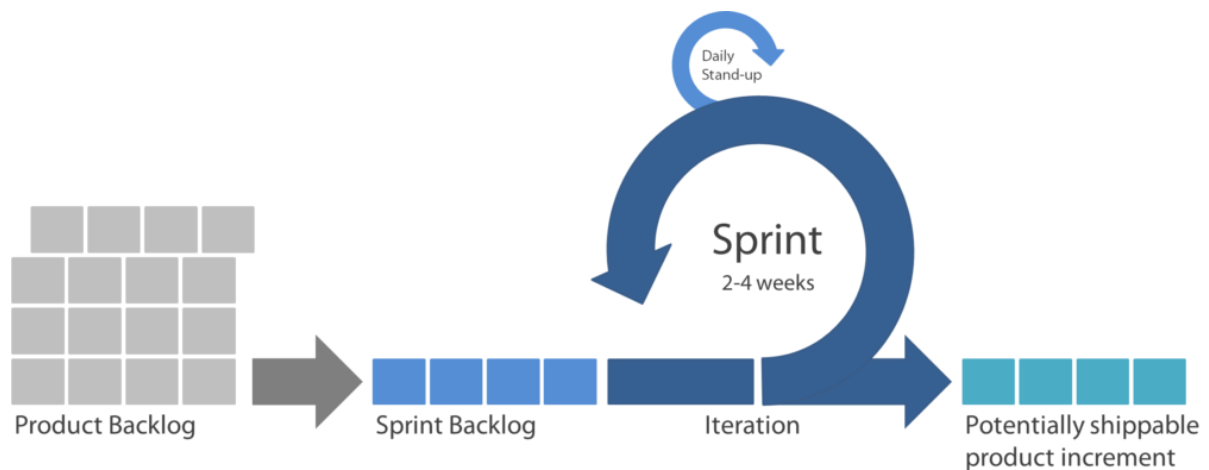 Daily
Stand-up
Sprint
2-4 weeks
Product Backlog
Sprint Backlog
Iteration
Potentially shippable
product increment